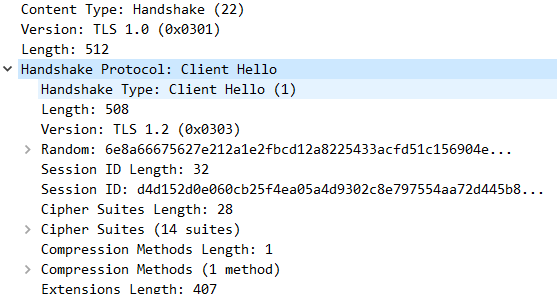 Content Type: Handshake (22)
Version: TLS 1.0 (0x0301)
Length: 512
Handshake Protocol: Client Hello
Handshake Type: Client Hello (1)
Length: 508
Version: TLS 1.2 (0x0303)
Random: 6e8a66675627e212a1e2fbcd12a8225433acfd51c156904e...
Session ID Length: 32
Session ID: d4d152d0e060cb25f4ea05a4d9302c8e797554aa72d445b8...
Cipher Suites Length: 28
Cipher Suites (14 suites)
Compression Methods Length: 1
Compression Methods (1 method)
Extensions Length: 407